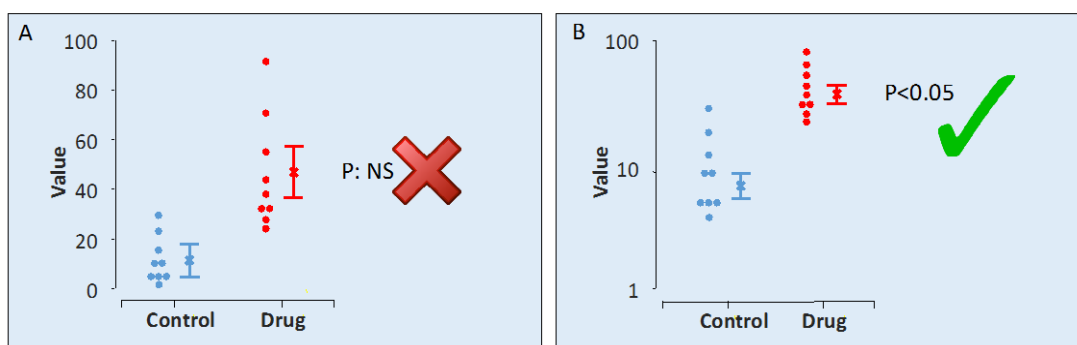 A
100
80
60
40
20
0
Value
P: NS
Control Drug
B
100
10
1
Value
P<0.05
Control Drug